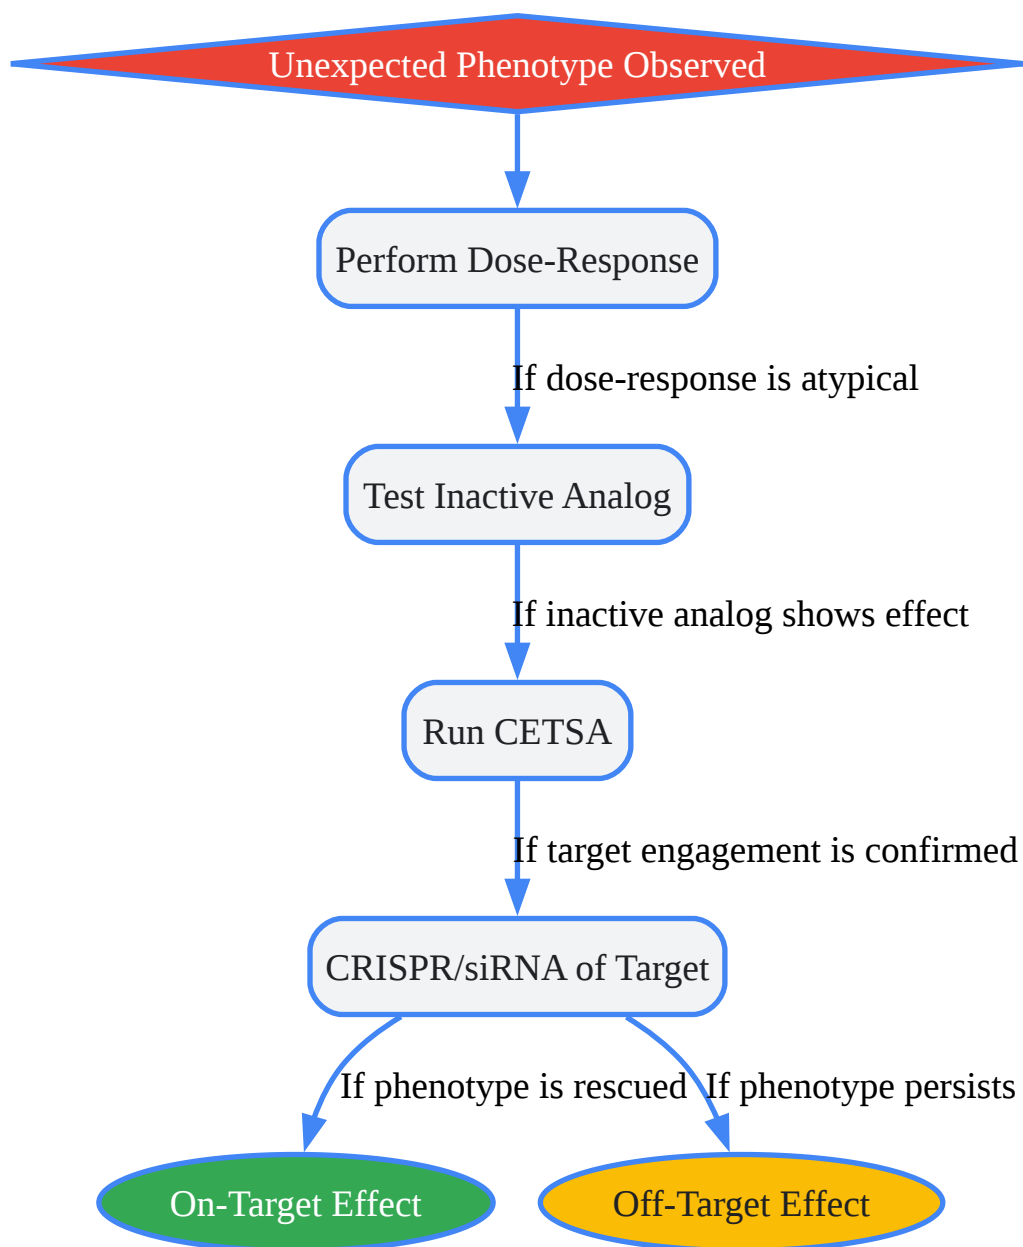 Unexpected Phenotype Observed
Perform Dose-Response
If dose-response is atypical
Test Inactive Analog
If inactive analog shows effect
Run CETSA
If target engagement is confirmed
CRISPR/siRNA of Target
If phenotype is rescued
If phenotype persists
On-Target Effect
Off-Target Effect